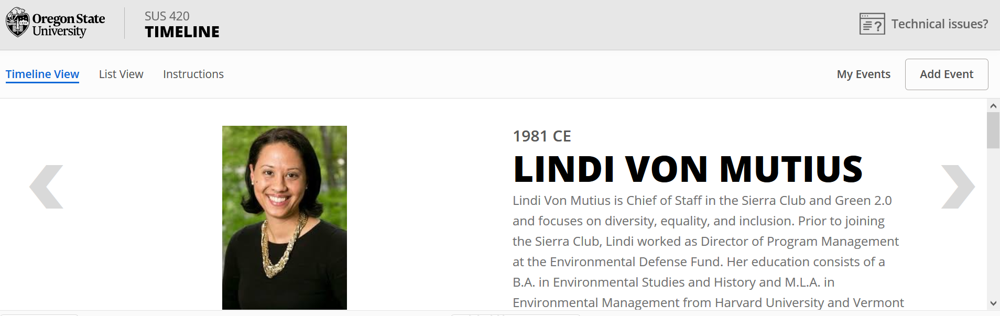 Oregon State
University
SUS 420
TIMELINE
Technical issues?
Timeline View
List View
Instructions
My Events
Add Event
1981 CE
LINDI VON MUTIUS
Lindi Von Mutius is Chief of Staff in the Sierra Club and Green 2.0
and focuses on diversity, equality, and inclusion. Prior to joining
the Sierra Club, Lindi worked as Director of Program Management
at the Environmental Defense Fund. Her education consists of a
B.A. in Environmental Studies and History and M.L.A. in
Environmental Management from Harvard University and Vermont